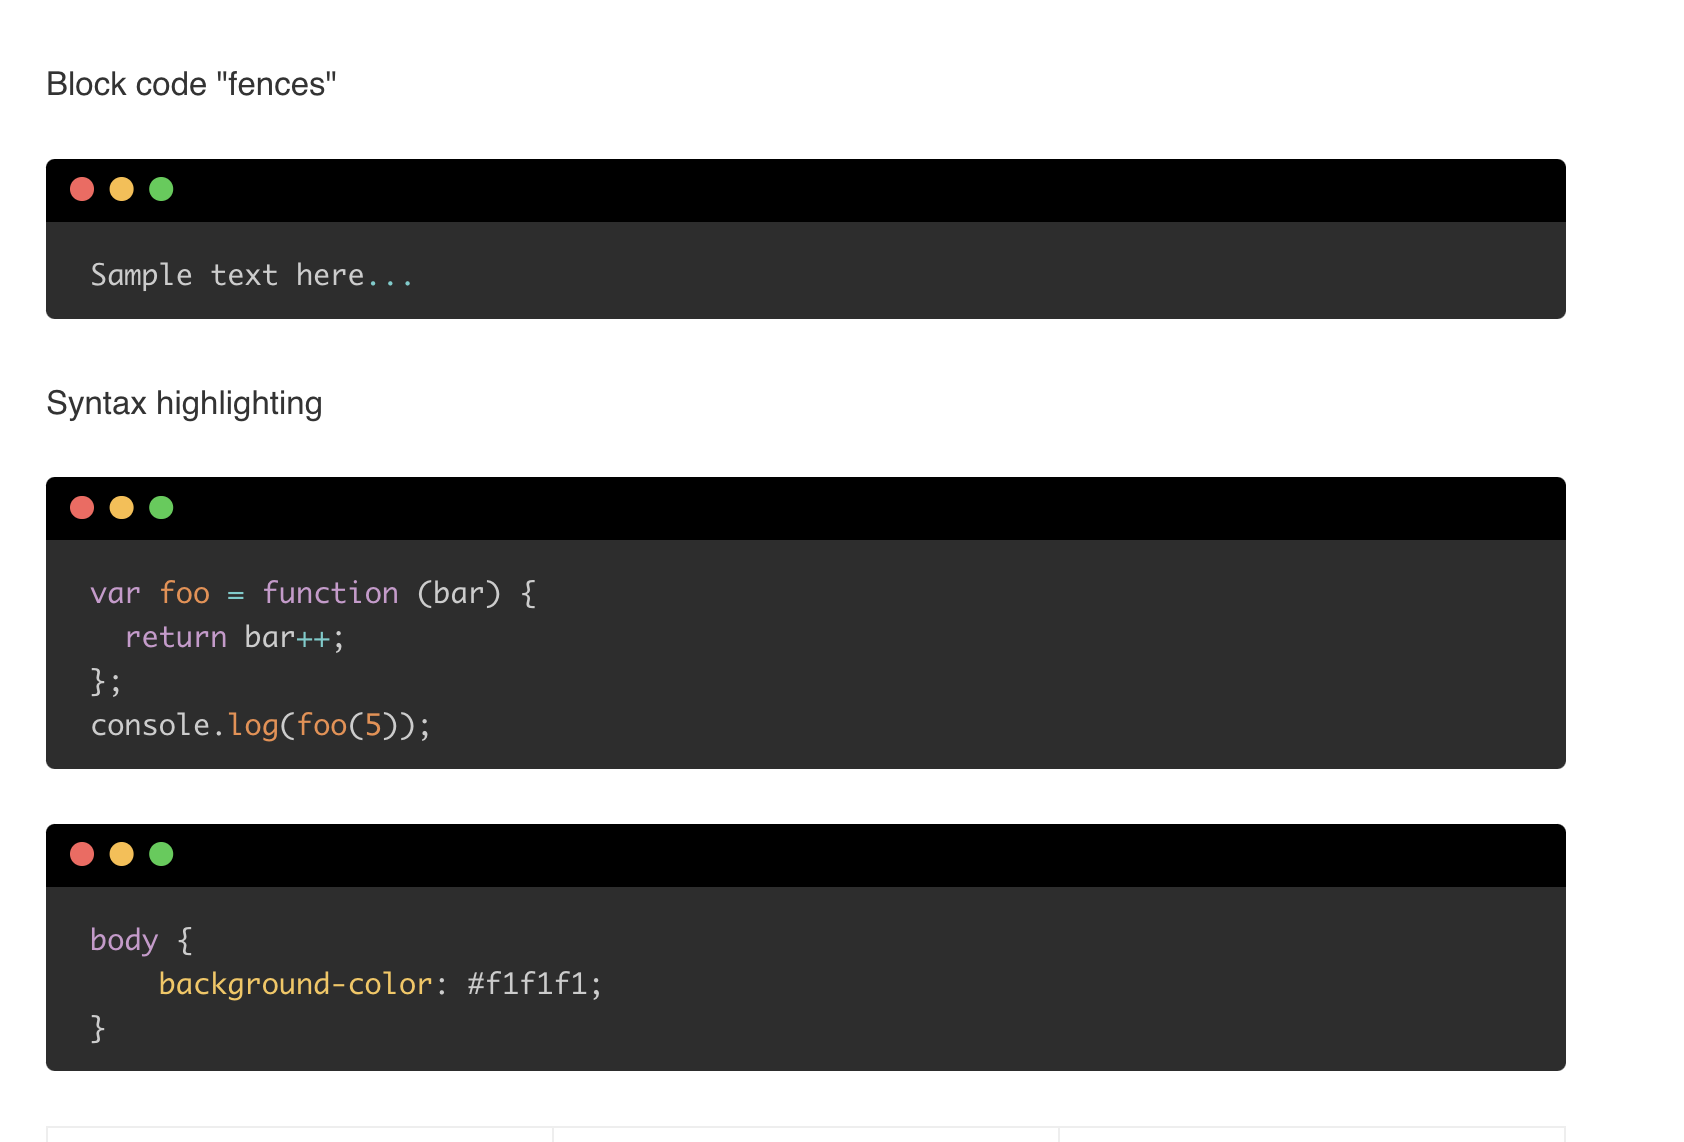 Block code "fences"
Sample text here...
Syntax highlighting
var foo = function (bar) {
  return bar++;
};
console.log(foo(5));
body {
    background-color: #f1f1f1;
}